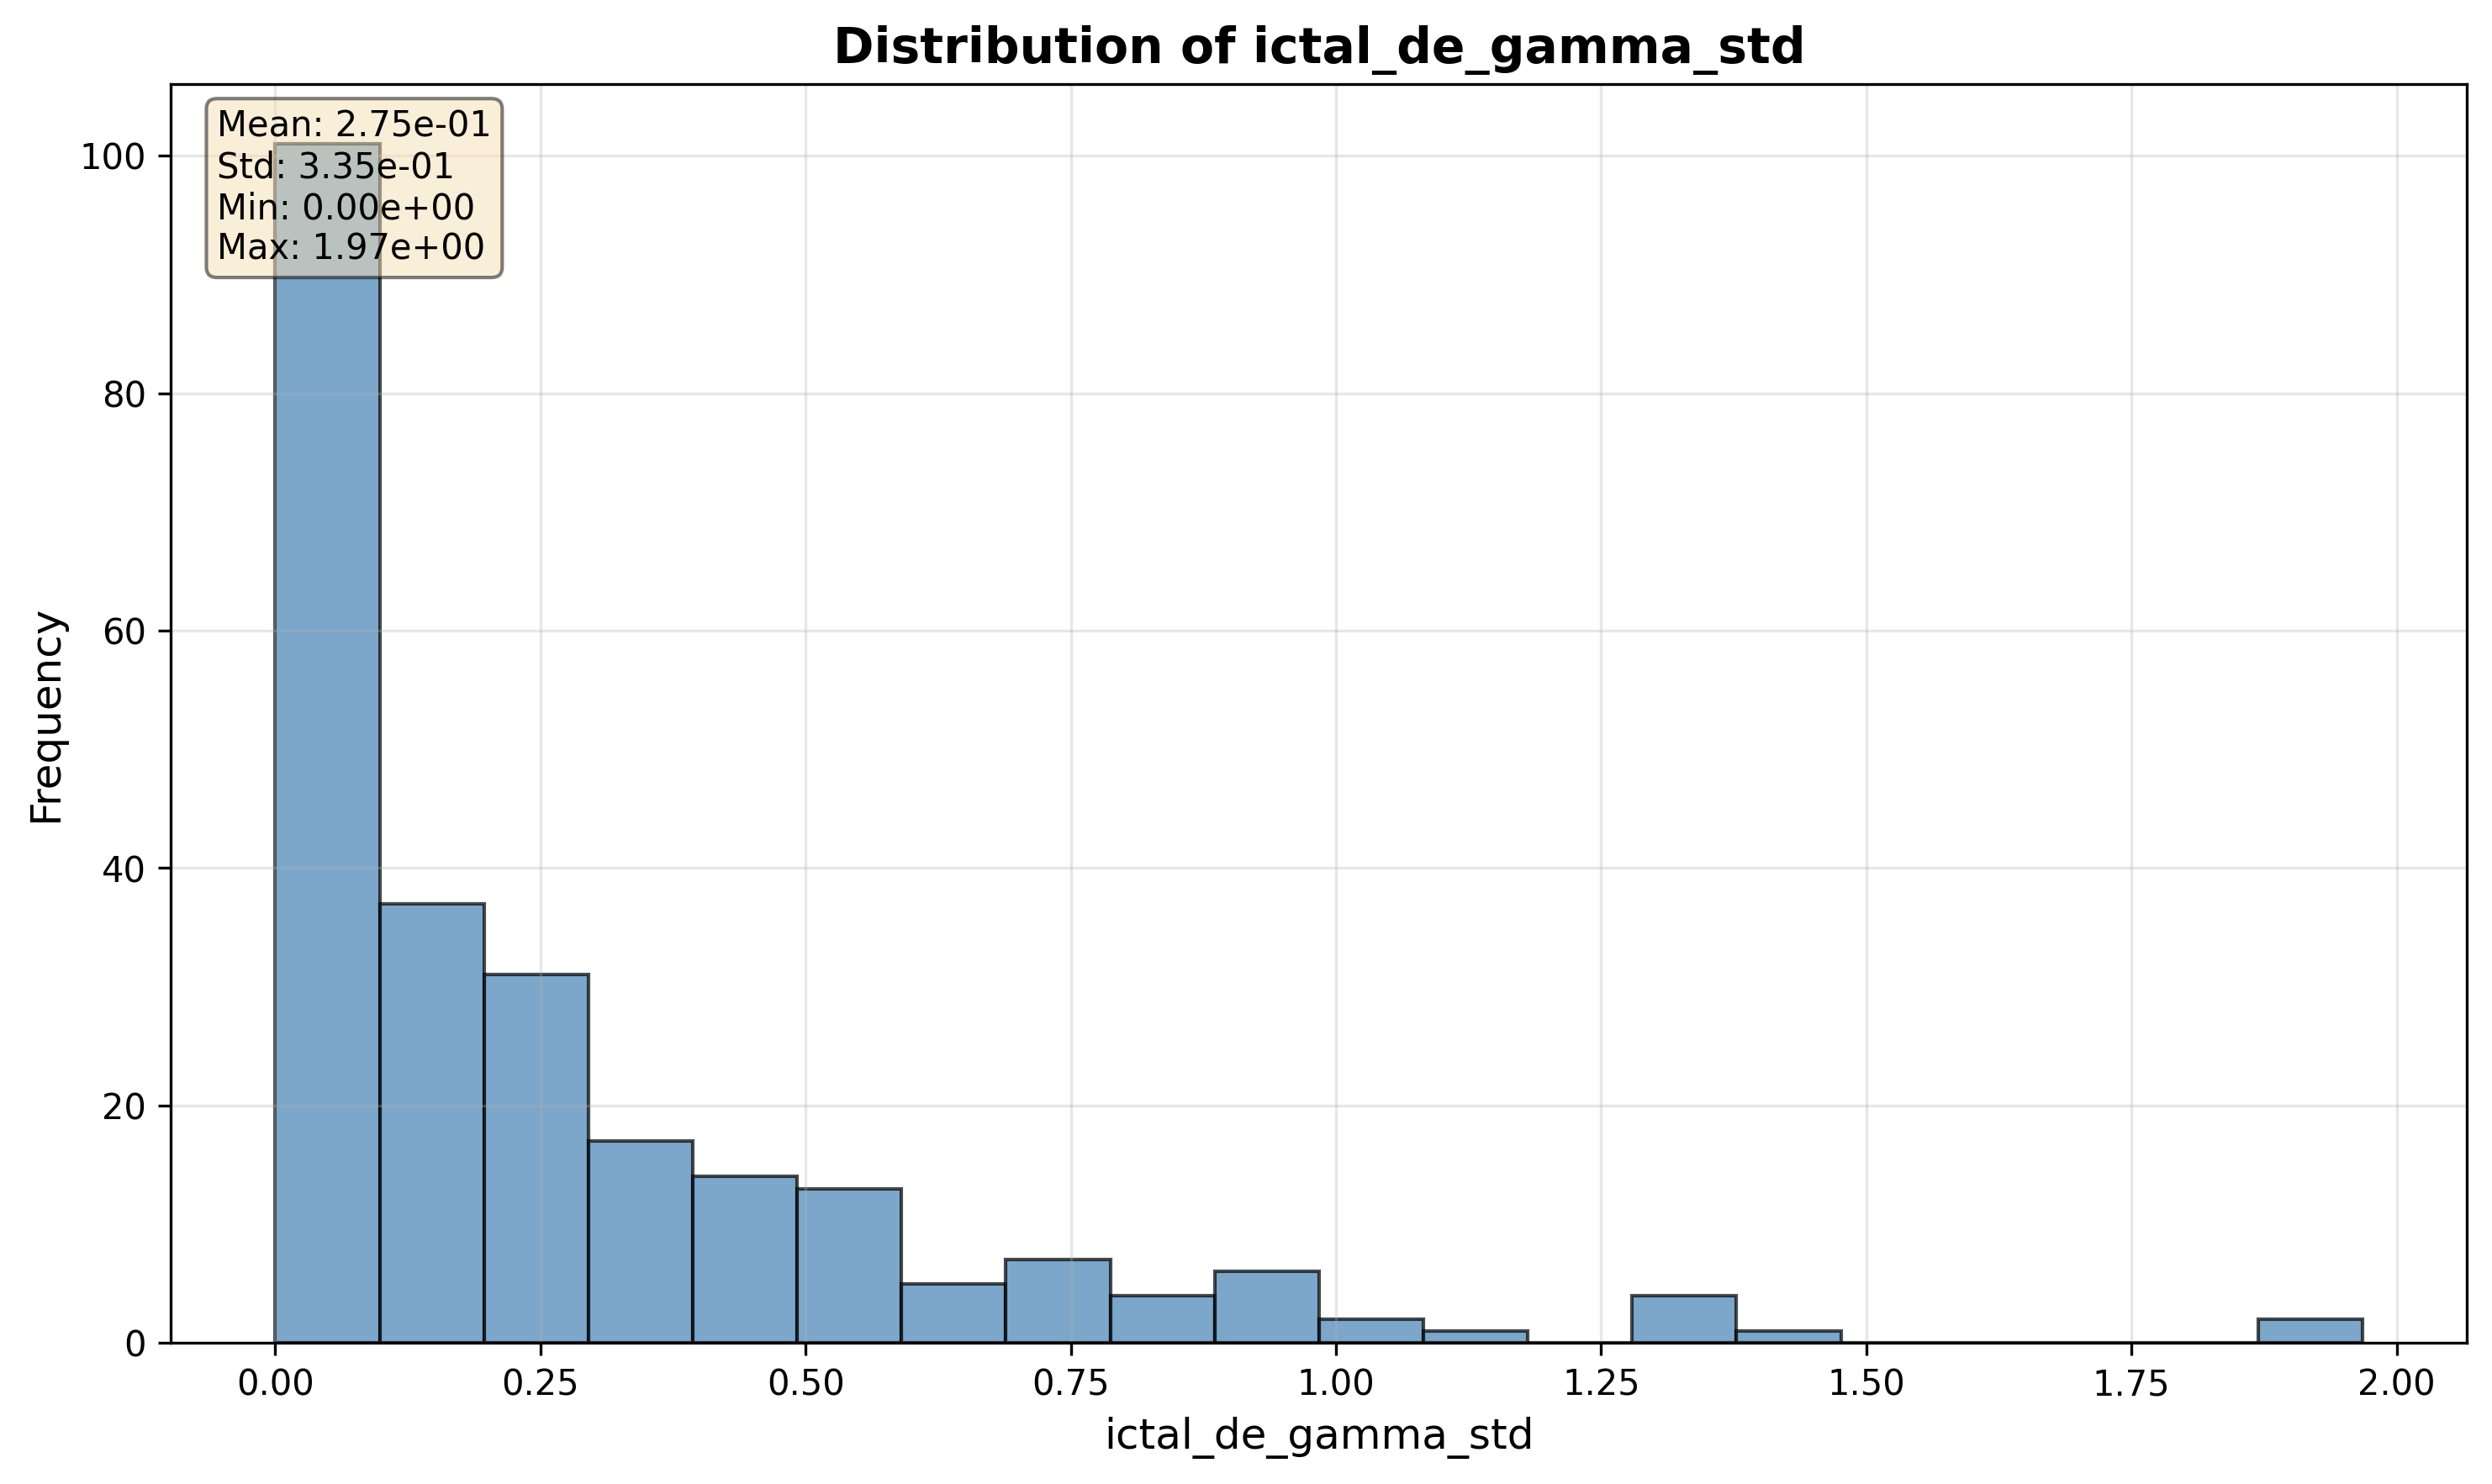 Distribution of ictal_de_gamma_std
Mean: 2.75e-01
Std: 3.35e-01
Min: 0.00e+00
Max: 1.97e+00
100
80
60
40
20
0
Frequency
0.00 0.25 0.50 0.75 1.00 1.25 1.50 1.75 2.00
ictal_de_gamma_std